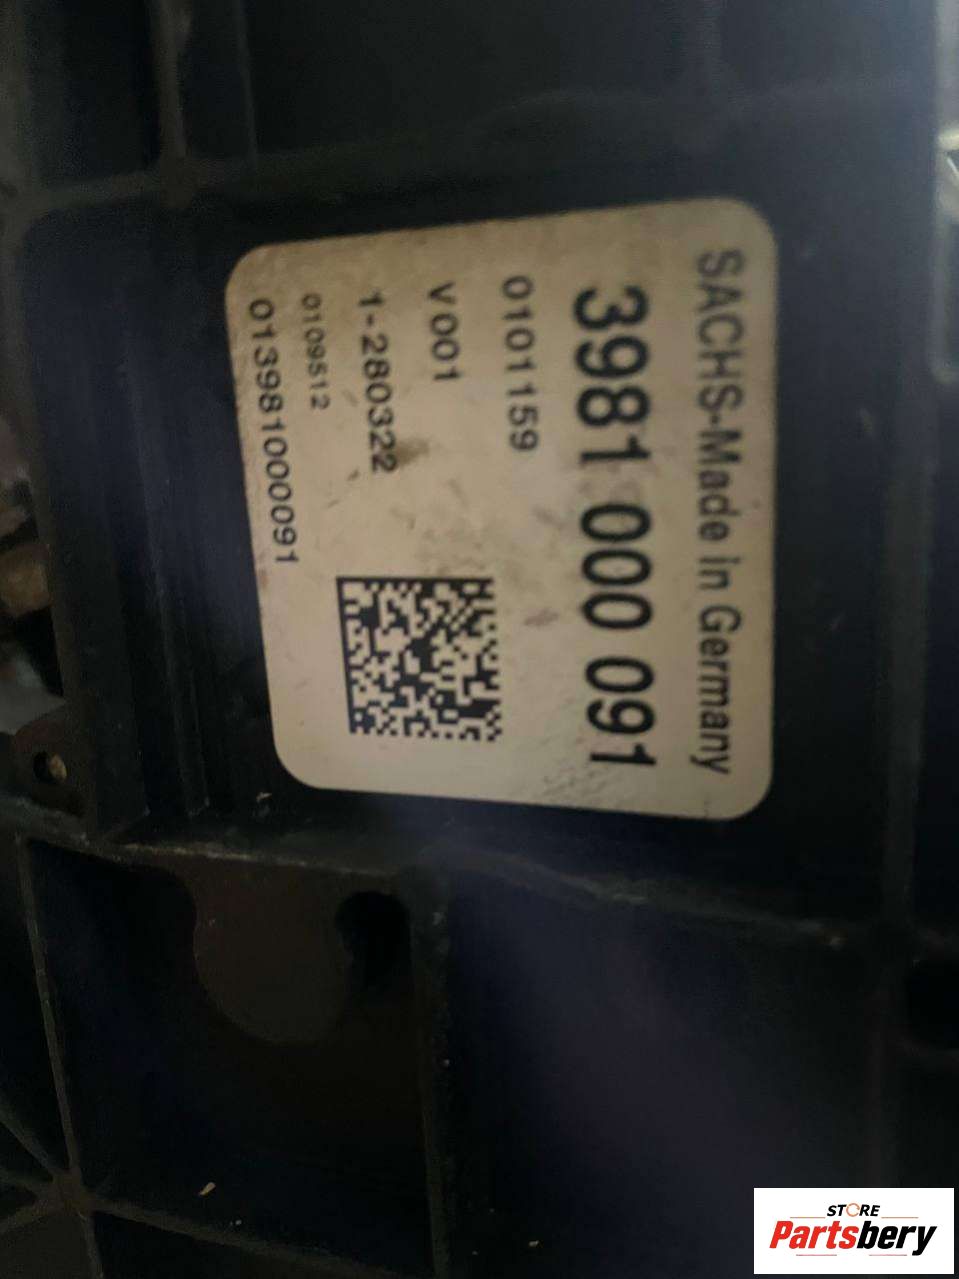 SACHS-Made in Germany
3981 000 091
0101159
V001
1-280322
0109512
013981000091
STORE
Partsbery